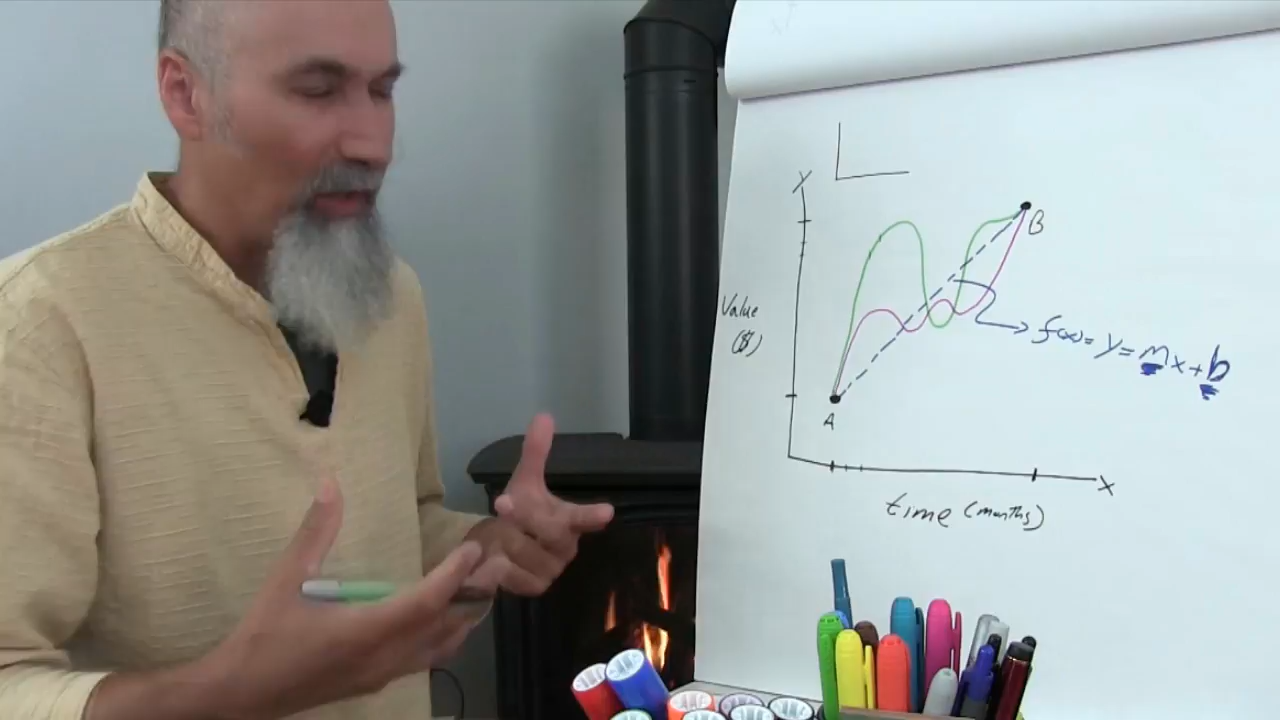 Y
B
Value
($)
f(x)= y=mx+b
A
X
time (months)